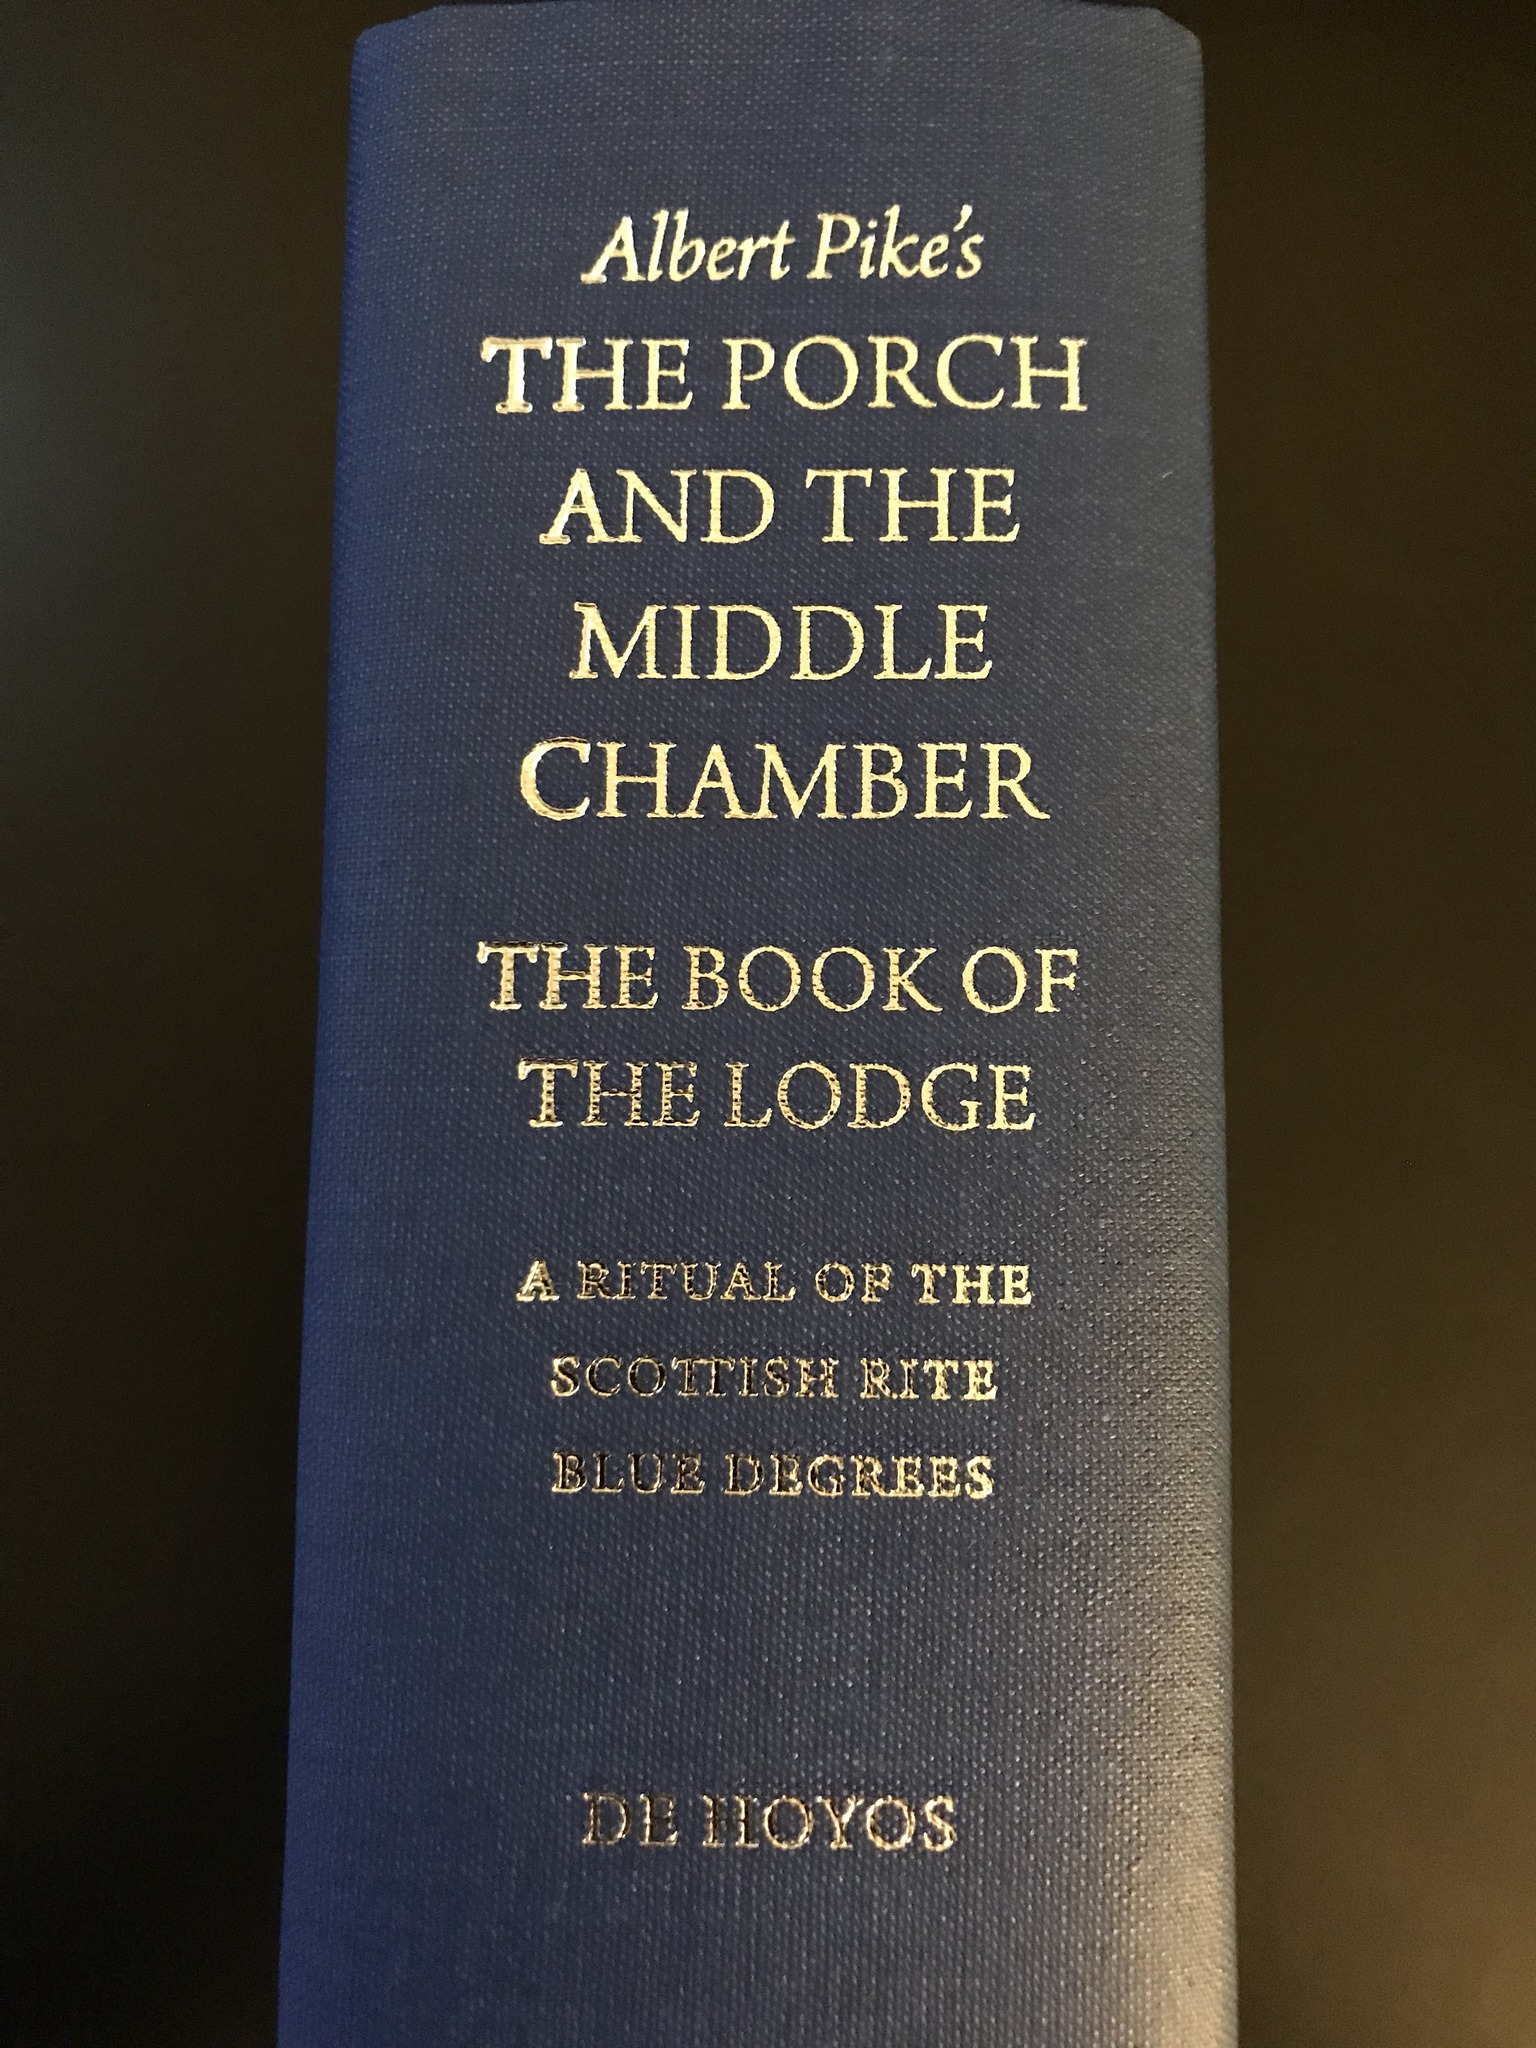 Albert Pike's
THE PORCH
AND THE
MIDDLE
CHAMBER
THE BOOK OF
THE LODGE
A RITUAL OF THE
SCOTTISH RITE
BLUE DEGREES
DE HOYOS